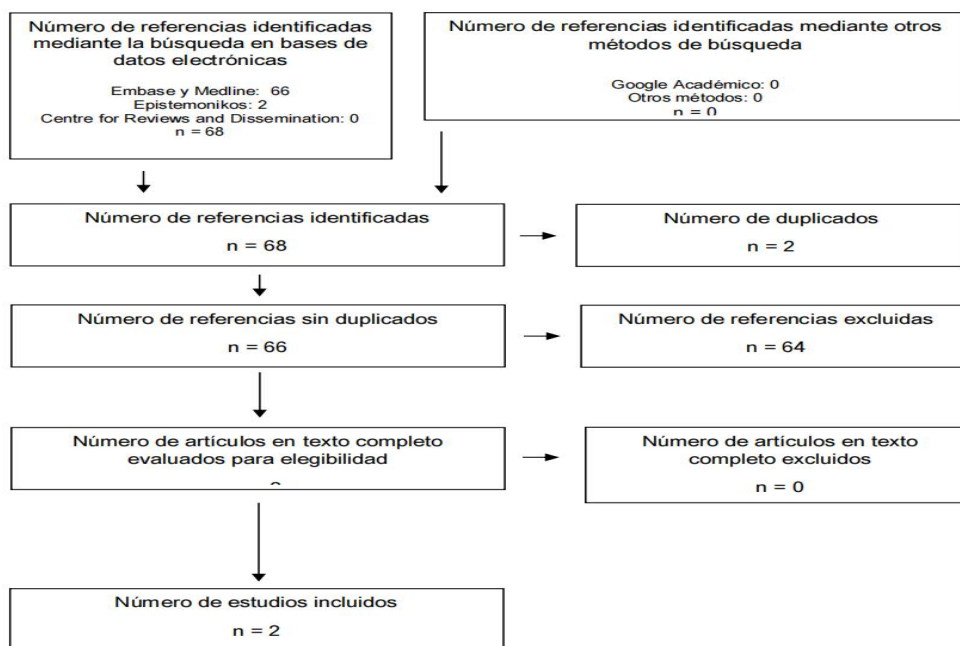 Número de referencias identificadas
mediante la búsqueda en bases de
datos electrónicas
Embase y Medline: 66
Epistemonikos: 2
Centre for Reviews and Dissemination: 0
n = 68
Número de referencias identificadas mediante otros
métodos de búsqueda
Google Académico: 0
Otros métodos: 0
n = 0
Número de referencias identificadas
n = 68
Número de duplicados
n = 2
Número de referencias sin duplicados
n = 66
Número de referencias excluidas
n = 64
Número de artículos en texto completo
evaluados para elegibilidad
Número de artículos en texto
completo excluidos
n = 0
Número de estudios incluidos
n = 2